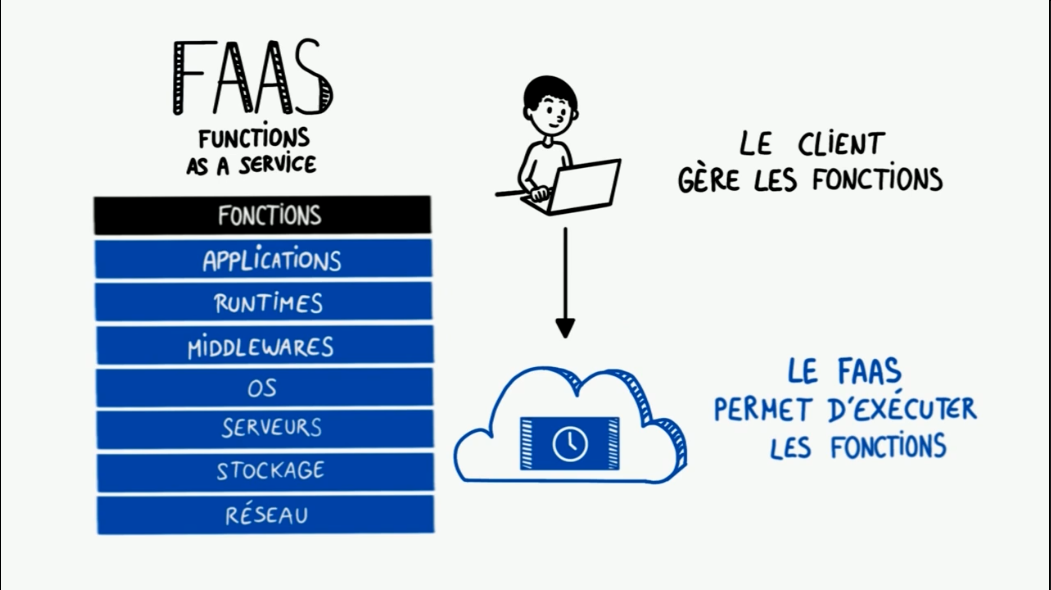 FAAS
FUNCTIONS
AS A SERVICE
FONCTIONS
APPLICATIONS
RUNTIMES
MIDDLEWARES
OS
SERVEURS
STOCKAGE
RÉSEAU
LE CLIENT
GÈRE LES FONCTIONS
LE FAAS
PERMET D'EXÉCUTER
LES FONCTIONS